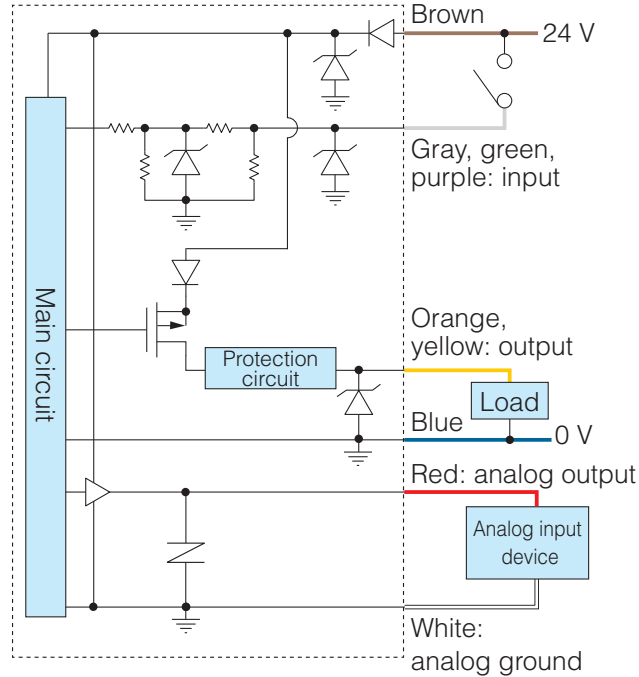 Brown
24 V
Gray, green,
purple: input
Main circuit
Orange,
yellow: output
Protection
circuit
Load
Blue
0 V
Red: analog output
Analog input
device
White:
analog ground